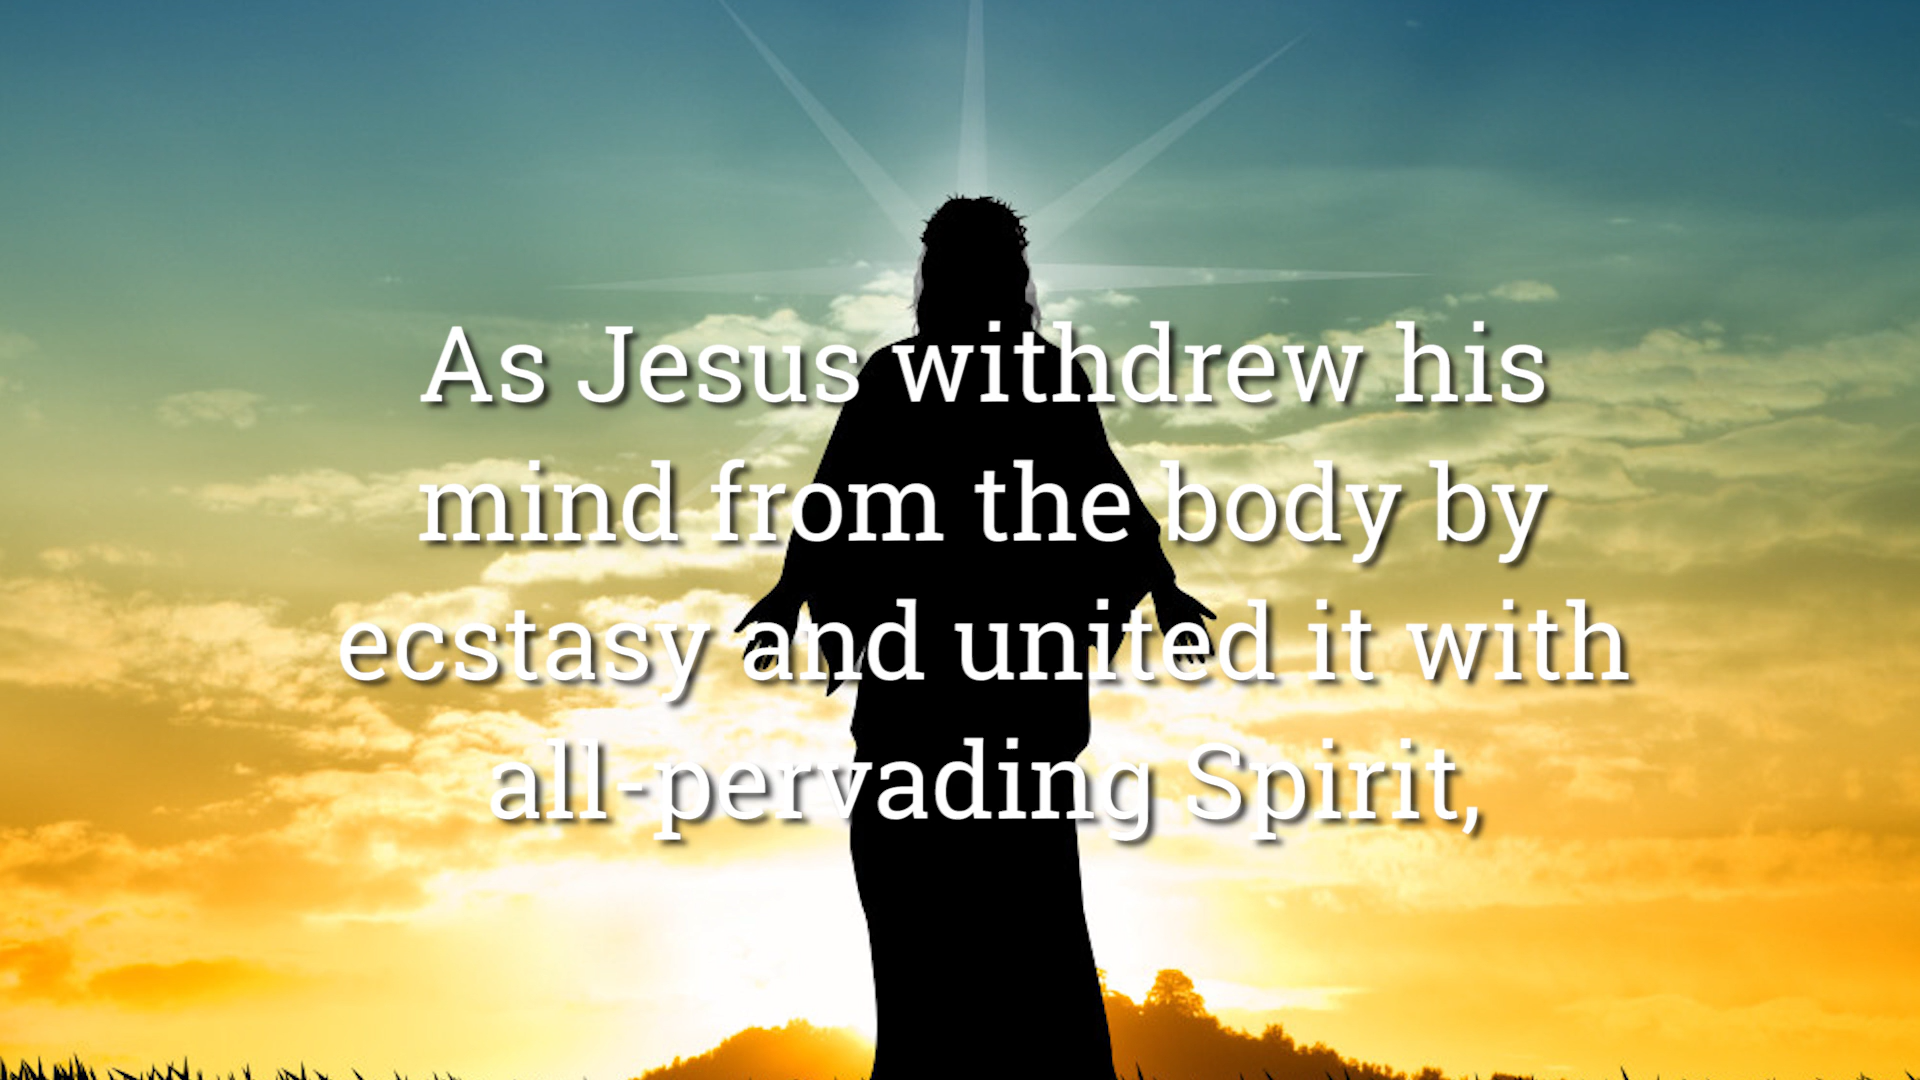 As Jesus withdrew his
mind from the body by
ecstasy and united it with
all-pervading Spirit,